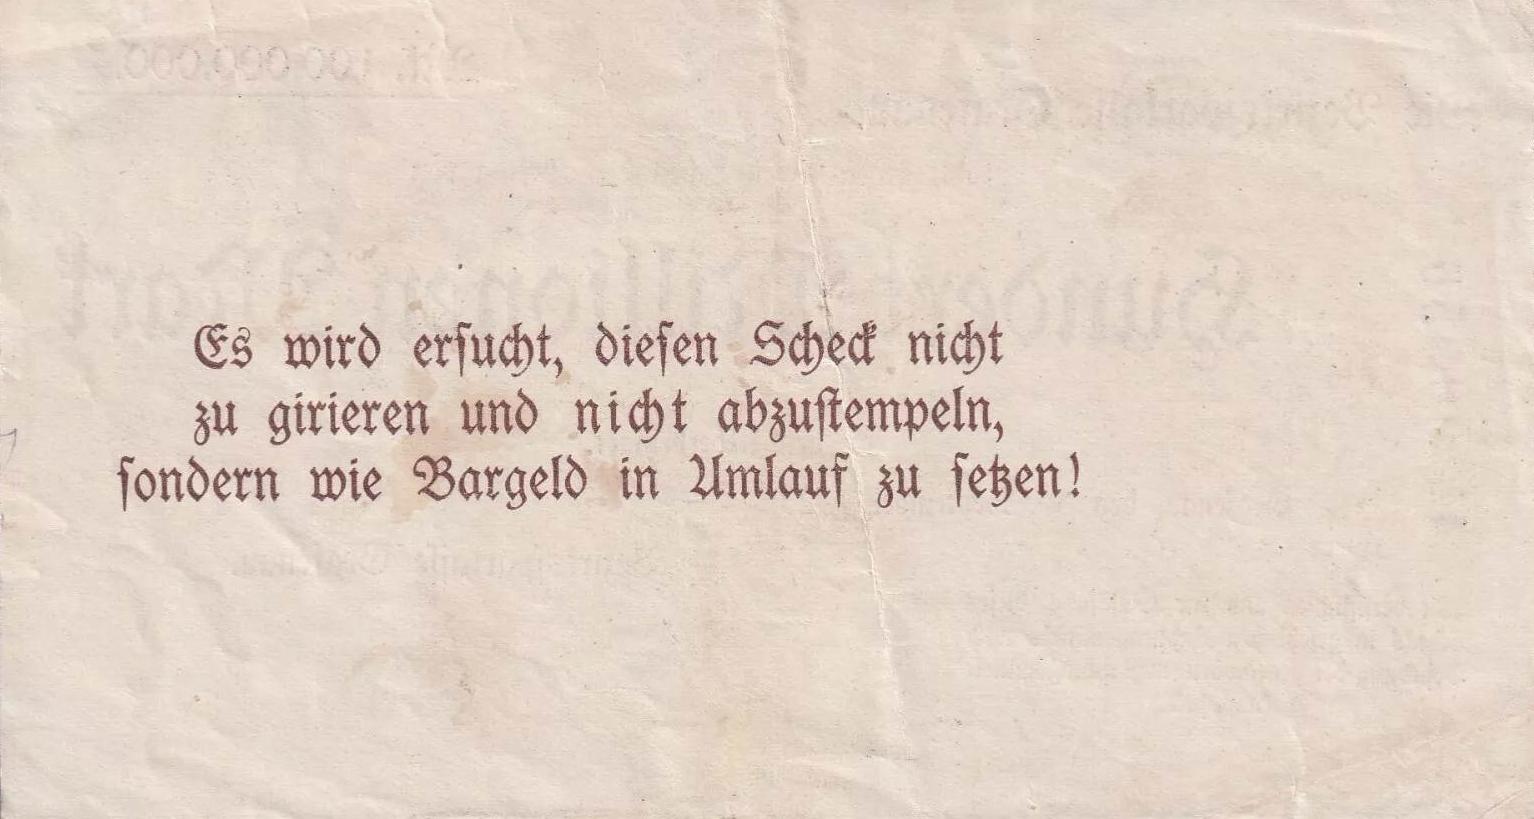 Es wird ersucht, diesen Scheck nicht
zu girieren und nicht abzustempeln,
sondern wie Bargeld in Umlauf zu setzen!